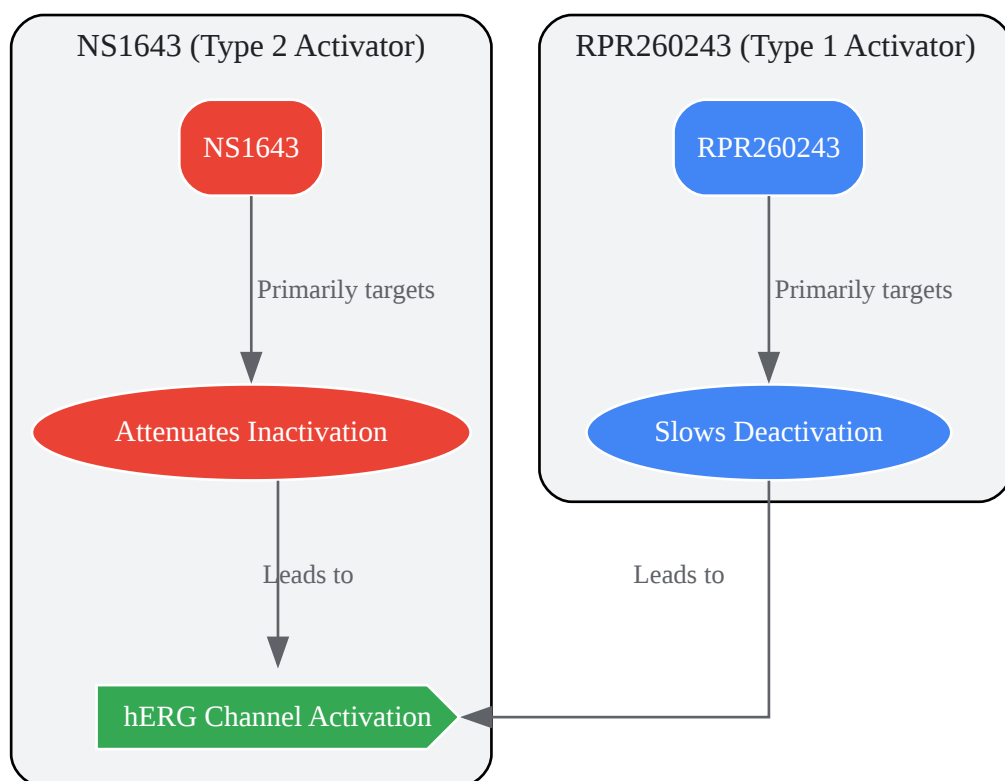 NS1643 (Type 2 Activator)
NS1643
Primarily targets
Attenuates Inactivation
Leads to
hERG Channel Activation
RPR260243 (Type 1 Activator)
RPR260243
Primarily targets
Slows Deactivation
Leads to